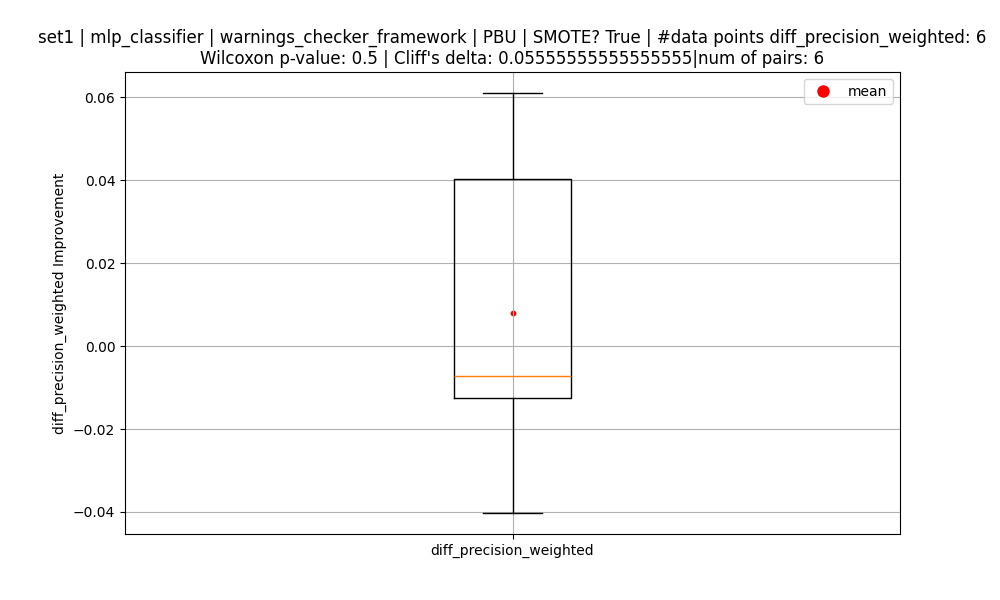 set1 | mlp_classifier | warnings_checker_framework | PBU | SMOTE? True | #data points diff_precision_weighted: 6
Wilcoxon p-value: 0.5 | Cliff's delta: 0.05555555555555555|num of pairs: 6
mean
0.06
0.04
0.02
0.00
−0.02
−0.04
diff_precision_weighted Improvement
diff_precision_weighted